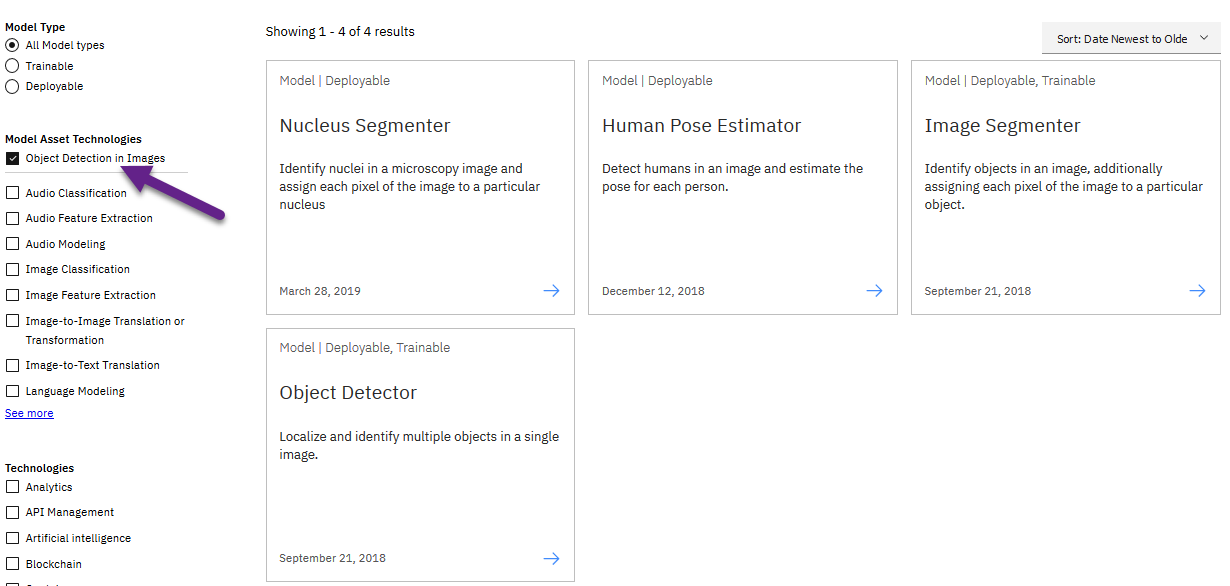 Model Type
All Model types
Trainable
Deployable
Model Asset Technologies
Object Detection in Images
Audio Classification
Audio Feature Extraction
Audio Modeling
Image Classification
Image Feature Extraction
Image-to-Image Translation or
Transformation
Image-to-Text Translation
Language Modeling
See more
Technologies
Analytics
API Management
Artificial intelligence
Blockchain
Showing 1 - 4 of 4 results
Sort: Date Newest to Olde
Model | Deployable
Nucleus Segmenter
Identify nuclei in a microscopy image and
assign each pixel of the image to a particular
nucleus
March 28, 2019
Model | Deployable
Human Pose Estimator
Detect humans in an image and estimate the
pose for each person.
December 12, 2018
Model | Deployable, Trainable
Image Segmenter
Identify objects in an image, additionally
assigning each pixel of the image to a particular
object.
September 21, 2018
Model | Deployable, Trainable
Object Detector
Localize and identify multiple objects in a single
image.
September 21, 2018